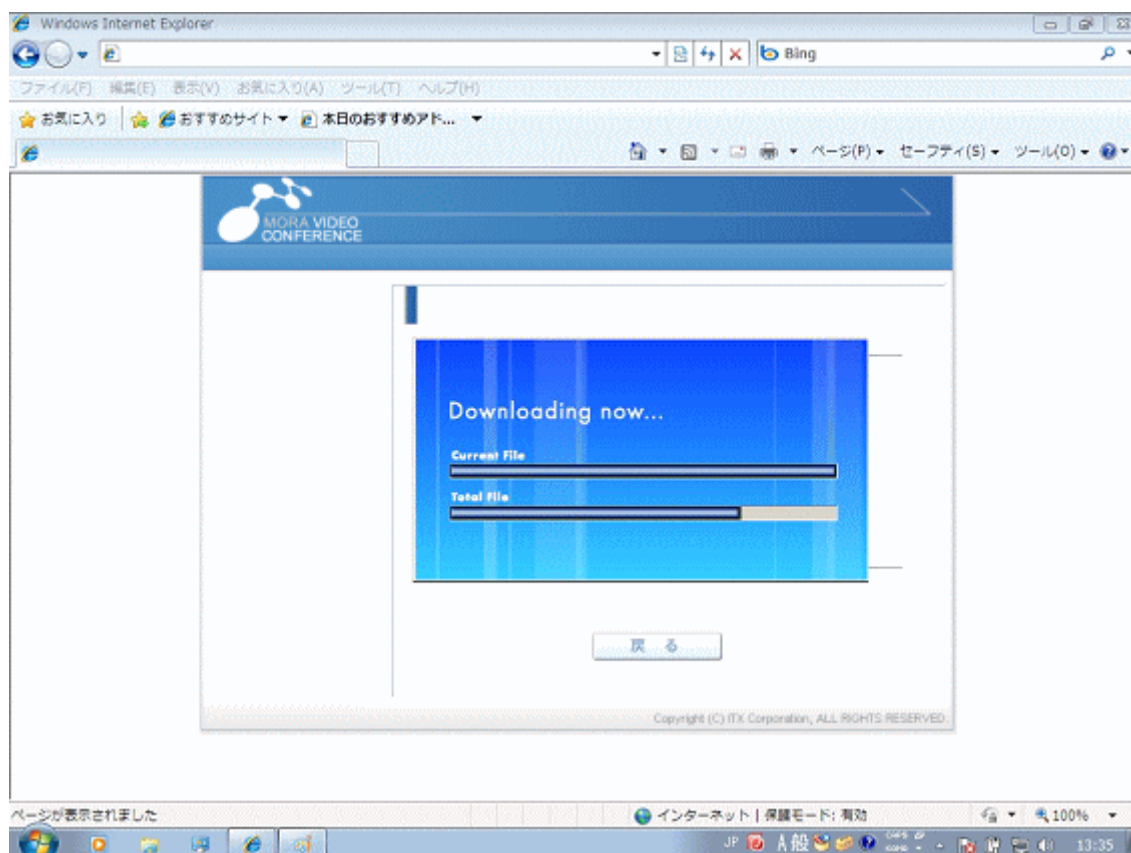 Windows Internet Explorer
Bing
ファイル(F) 編集(E) 表示(V) お気に入り(A) ツール(T) ヘルプ(H)
お気に入り おすすめサイト 本日のおすすめアド...
ページ(P) セーフティ(S) ツール(O)
MORA VIDEO
CONFERENCE
Downloading now...
Current File
Total File
戻 る
Copyright (C) ITX Corporation, ALL RIGHTS RESERVED.
ページが表示されました インターネット | 保護モード: 有効 100%
JP A 般 CAPS KANA 13:35